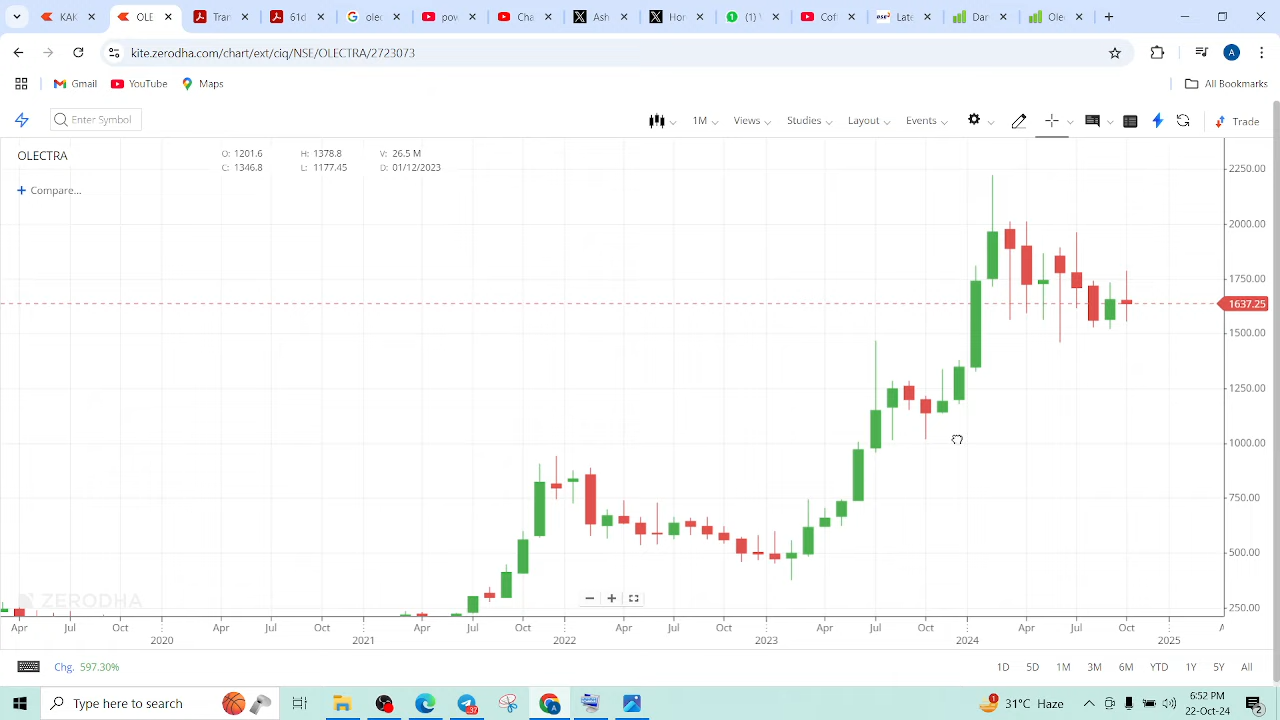 KAK
OLE
Tran
61d
pow
Cha
Ash
Hor
(1)
Cof
Late
Dar
Ole
kite.zerodha.com/chart/ext/ciq/NSE/OLECTRA/2723073
A
Gmail
YouTube
Maps
All Bookmarks
Enter Symbol
1M
Views
Studies
Layout
Events
Trade
OLECTRA
O: 1201.6
H: 1378.8
V: 26.5 M
C: 1346.8
L: 1177.45
D: 01/12/2023
+ Compare...
2250.00
2000.00
1750.00
1637.25
1500.00
1250.00
1000.00
750.00
500.00
250.00
ZERODHA
Apr Jul Oct Apr Jul Oct Apr Jul Oct Apr Jul Oct Apr Jul Oct Apr Jul Oct A
2020 2021 2022 2023 2024 2025
Chg. 597.30%
1D 5D 1M 3M 6M YTD 1Y 5Y All
Type here to search
31°C Haze
6:52 PM
22-Oct-24